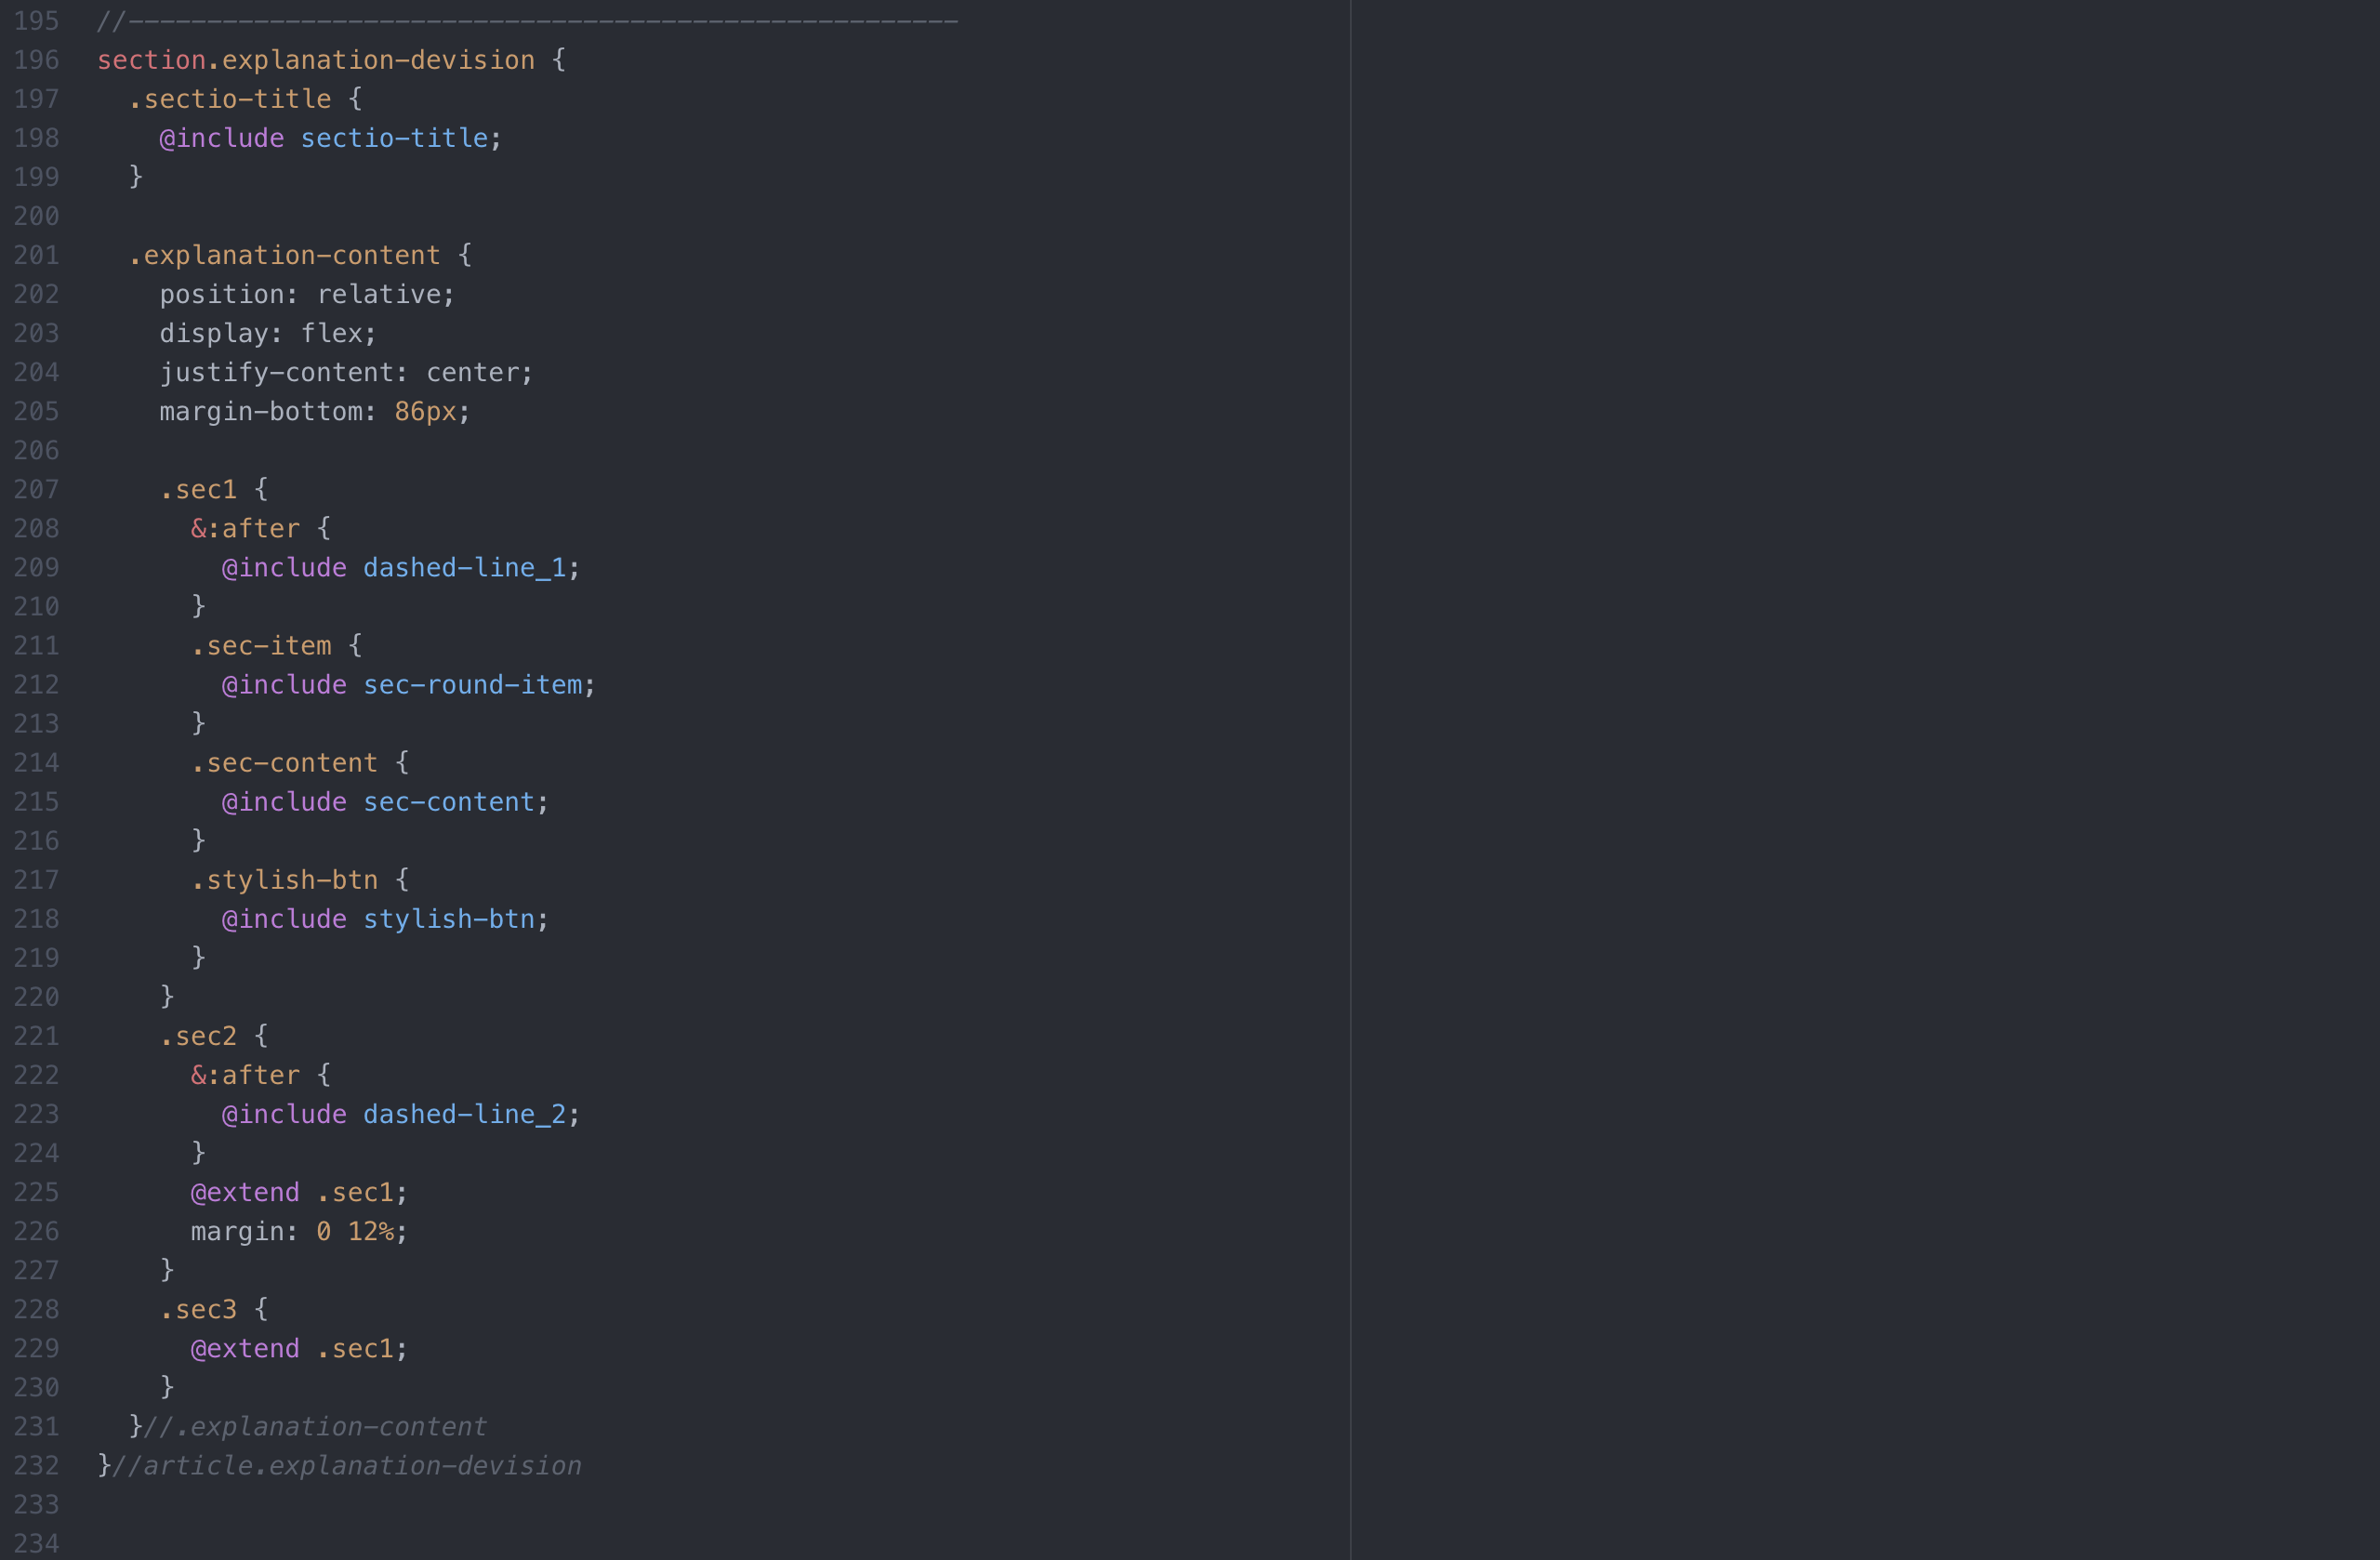 195 //-----------------------------------------------------
196 section.explanation-devision {
197   .sectio-title {
198     @include sectio-title;
199   }
200
201   .explanation-content {
202     position: relative;
203     display: flex;
204     justify-content: center;
205     margin-bottom: 86px;
206
207     .sec1 {
208       &:after {
209         @include dashed-line_1;
210       }
211       .sec-item {
212         @include sec-round-item;
213       }
214       .sec-content {
215         @include sec-content;
216       }
217       .stylish-btn {
218         @include stylish-btn;
219       }
220     }
221     .sec2 {
222       &:after {
223         @include dashed-line_2;
224       }
225       @extend .sec1;
226       margin: 0 12%;
227     }
228     .sec3 {
229       @extend .sec1;
230     }
231   }//.explanation-content
232 }//article.explanation-devision
233
234